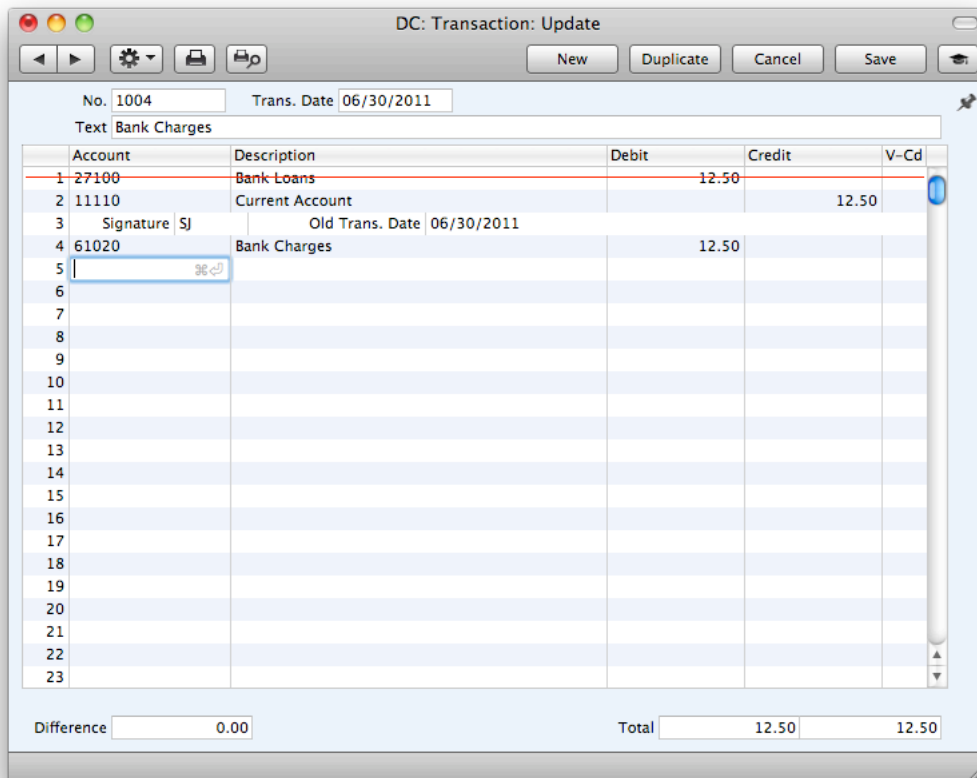 DC: Transaction: Update
New Duplicate Cancel Save
No. 1004 Trans. Date 06/30/2011
Text Bank Charges
Account Description Debit Credit V-Cd
1 27100 Bank Loans 12.50
2 11110 Current Account 12.50
3 Signature SJ Old Trans. Date 06/30/2011
4 61020 Bank Charges 12.50
5 ⌘⏎
6
7
8
9
10
11
12
13
14
15
16
17
18
19
20
21
22
23
Difference 0.00 Total 12.50 12.50